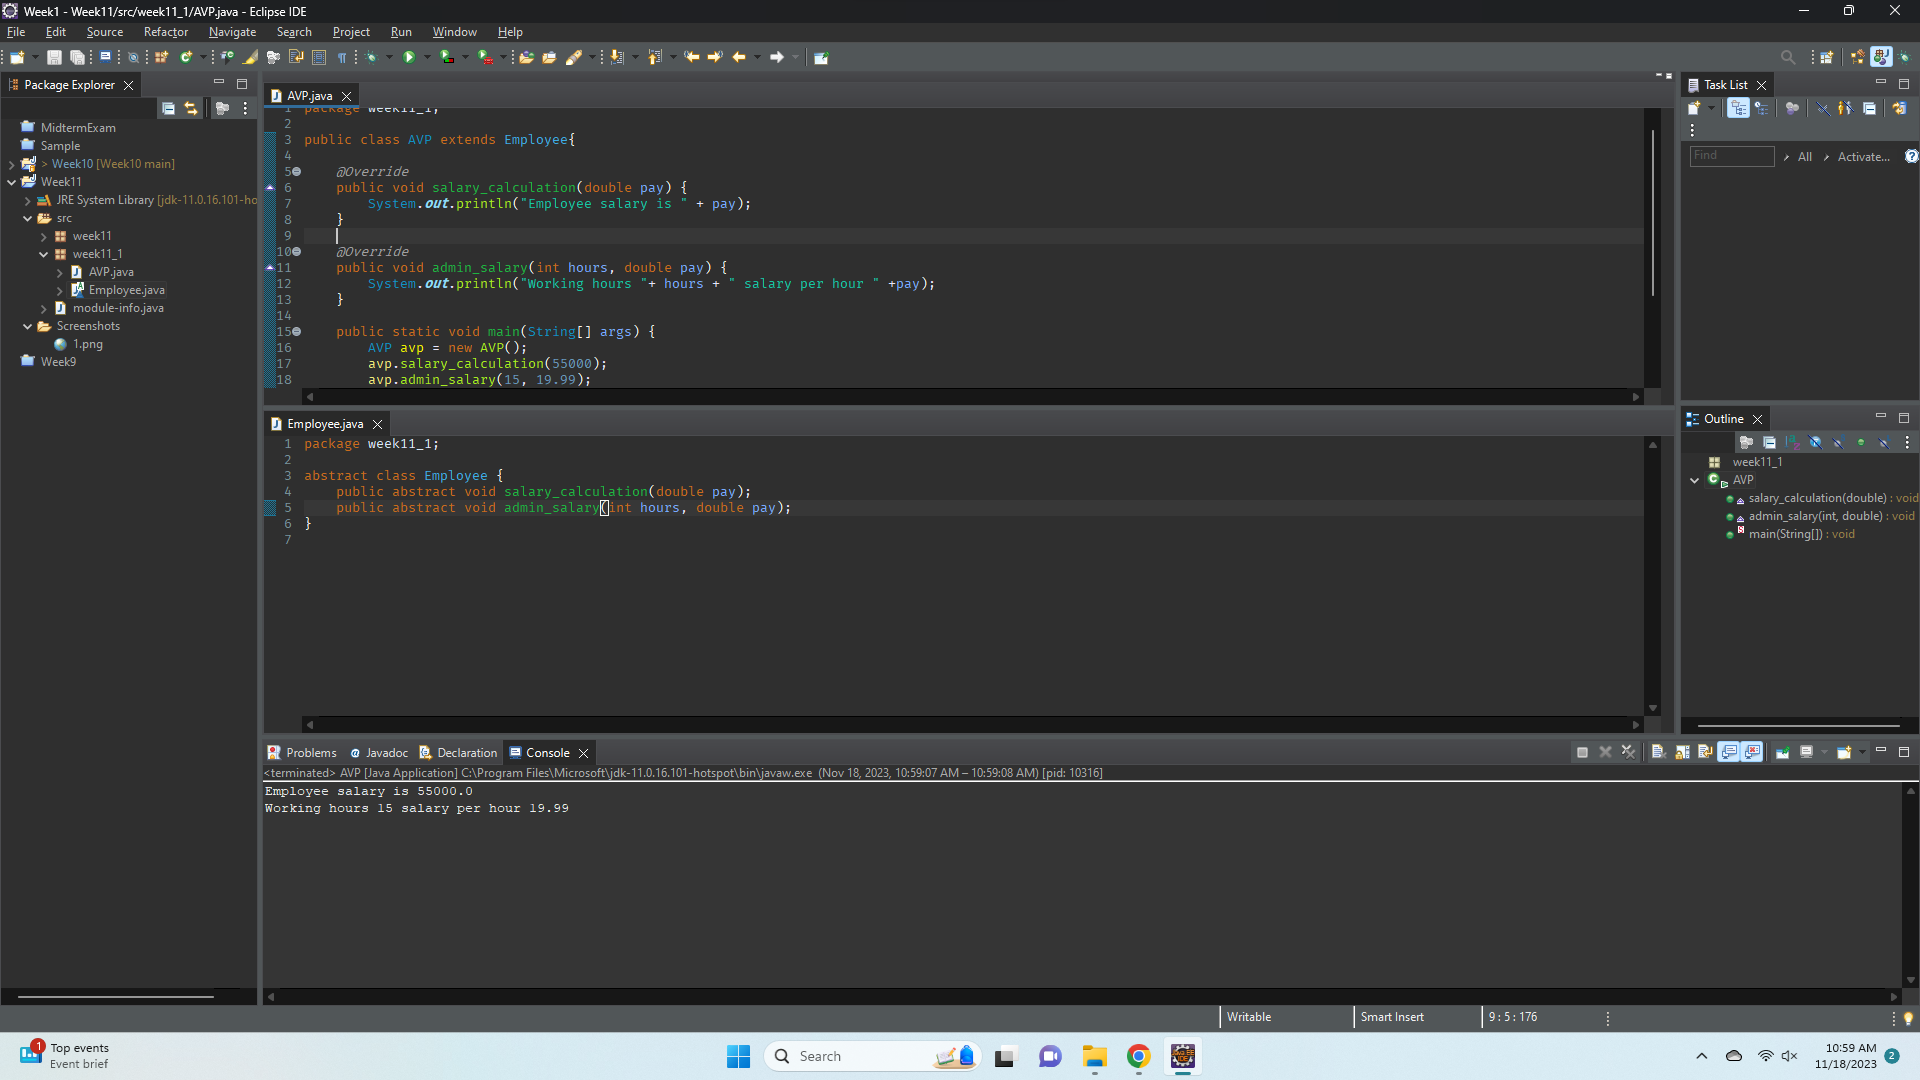 Week1 - Week11/src/week11_1/AVP.java - Eclipse IDE
File Edit Source Refactor Navigate Search Project Run Window Help
Package Explorer
MidtermExam
Sample
> Week10 [Week10 main]
Week11
JRE System Library [jdk-11.0.16.101-ho
src
week11
week11_1
AVP.java
Employee.java
module-info.java
Screenshots
1.png
Week9
AVP.java
1 package week11_1;
2
3 public class AVP extends Employee{
4
5 @Override
6 public void salary_calculation(double pay) {
7 System.out.println("Employee salary is " + pay);
8 }
9
10 @Override
11 public void admin_salary(int hours, double pay) {
12 System.out.println("Working hours "+ hours + " salary per hour " +pay);
13 }
14
15 public static void main(String[] args) {
16 AVP avp = new AVP();
17 avp.salary_calculation(55000);
18 avp.admin_salary(15, 19.99);
Employee.java
1 package week11_1;
2
3 abstract class Employee {
4 public abstract void salary_calculation(double pay);
5 public abstract void admin_salary(int hours, double pay);
6 }
7
Task List
Find All Activate...
Outline
week11_1
AVP
salary_calculation(double) : void
admin_salary(int, double) : void
main(String[]) : void
Problems Javadoc Declaration Console
<terminated> AVP [Java Application] C:\Program Files\Microsoft\jdk-11.0.16.101-hotspot\bin\javaw.exe (Nov 18, 2023, 10:59:07 AM – 10:59:08 AM) [pid: 10316]
Employee salary is 55000.0
Working hours 15 salary per hour 19.99
Writable Smart Insert 9 : 5 : 176
1
Top events
Event brief
Search
10:59 AM
11/18/2023
2